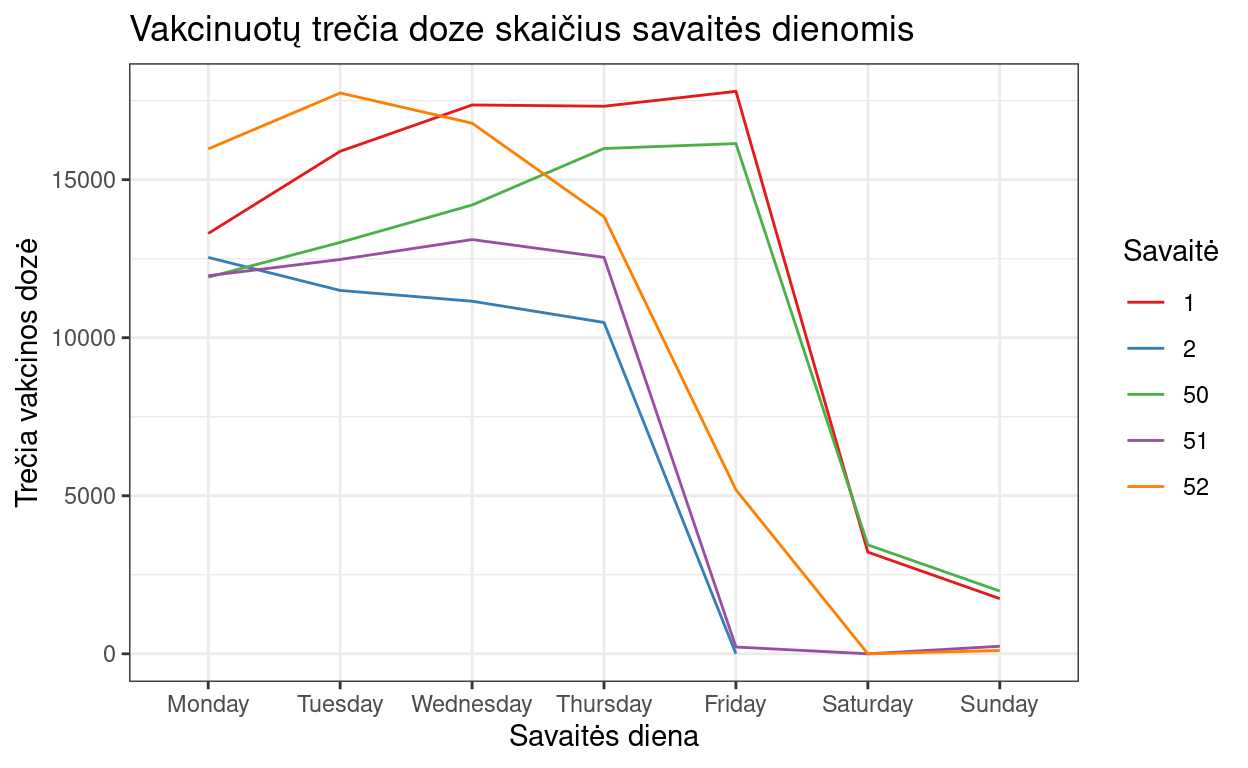 Vakcinuotų trečia doze skaičius savaitės dienomis
Trečia vakcinos dozė
15000
10000
5000
0
Monday
Tuesday
Wednesday
Thursday
Friday
Saturday
Sunday
Savaitės diena
Savaitė
1
2
50
51
52